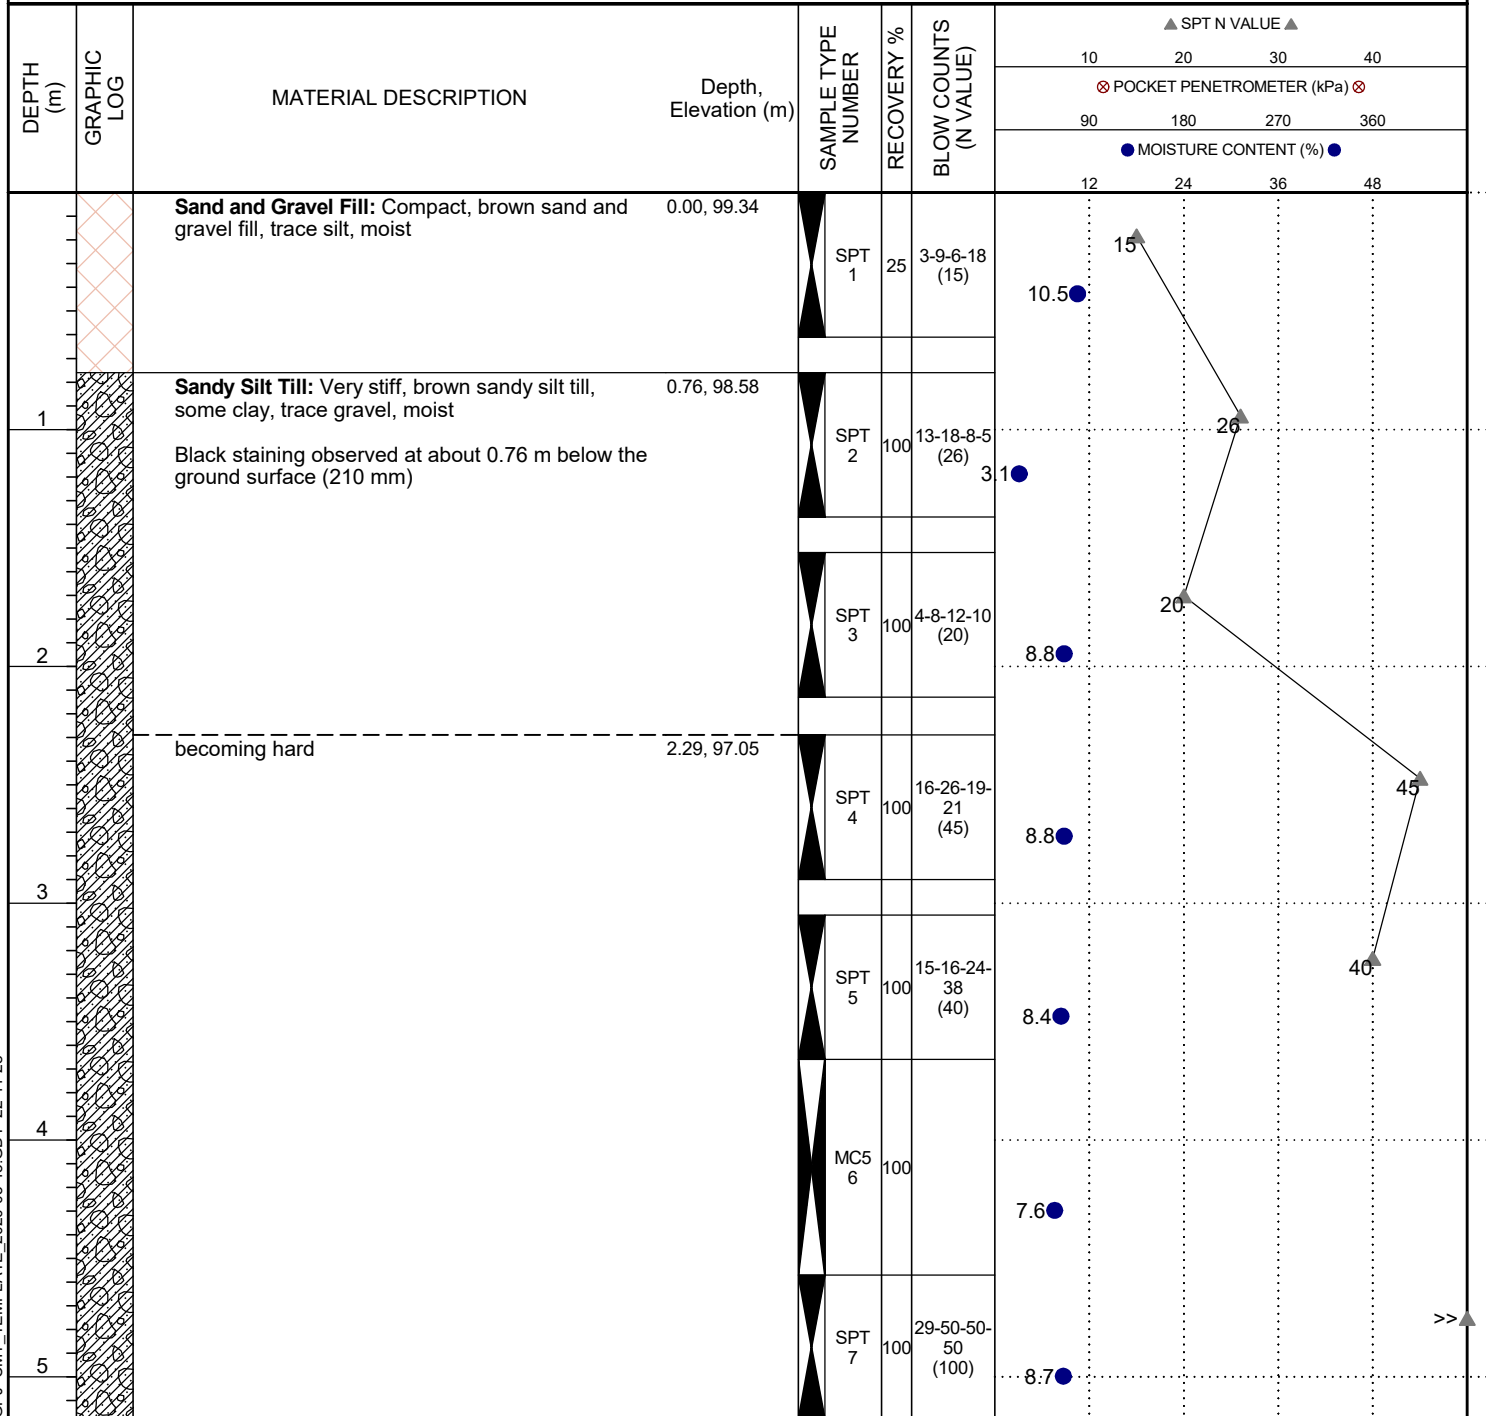 DEPTH
(m)
GRAPHIC
LOG
MATERIAL DESCRIPTION
Depth,
Elevation (m)
SAMPLE TYPE
NUMBER
RECOVERY %
BLOW COUNTS
(N VALUE)
SPT N VALUE
10 20 30 40
POCKET PENETROMETER (kPa)
90 180 270 360
MOISTURE CONTENT (%)
12 24 36 48
Sand and Gravel Fill: Compact, brown sand and
gravel fill, trace silt, moist
0.00, 99.34
SPT
1
25
3-9-6-18
(15)
15
10.5
Sandy Silt Till: Very stiff, brown sandy silt till,
some clay, trace gravel, moist
Black staining observed at about 0.76 m below the
ground surface (210 mm)
0.76, 98.58
1
SPT
2
100
13-18-8-5
(26)
26
3.1
SPT
3
100
4-8-12-10
(20)
20
8.8
2
becoming hard
2.29, 97.05
SPT
4
100
16-26-19-
21
(45)
45
8.8
3
SPT
5
100
15-16-24-
38
(40)
40
8.4
4
MC5
6
100
7.6
SPT
7
100
29-50-50-
50
(100)
>>
8.7
5